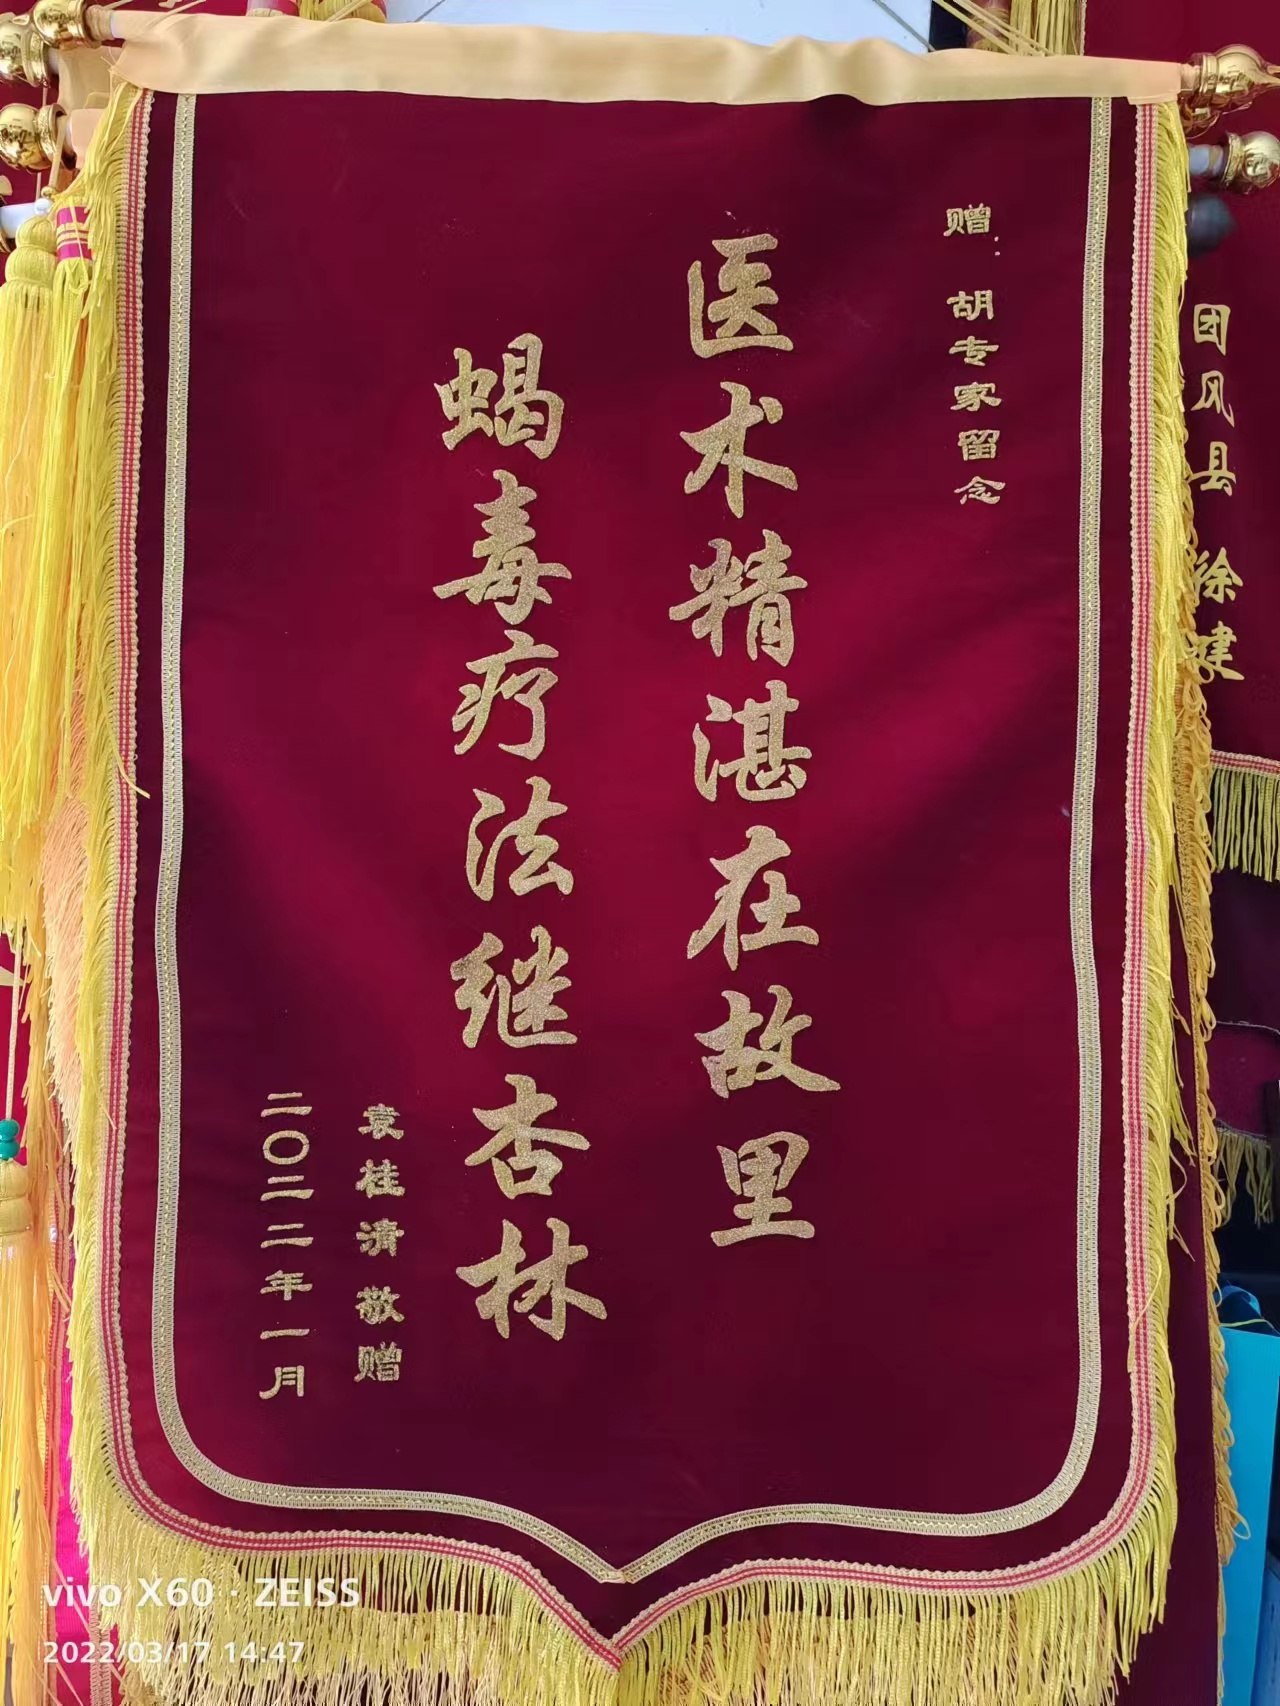 赠 胡专家留念
医术精湛在故里
蝎毒疗法继杏林
袁桂清敬赠
二〇二二年一月
团风县 徐建
vivo X60 · ZEISS
2022/03/17 14:47